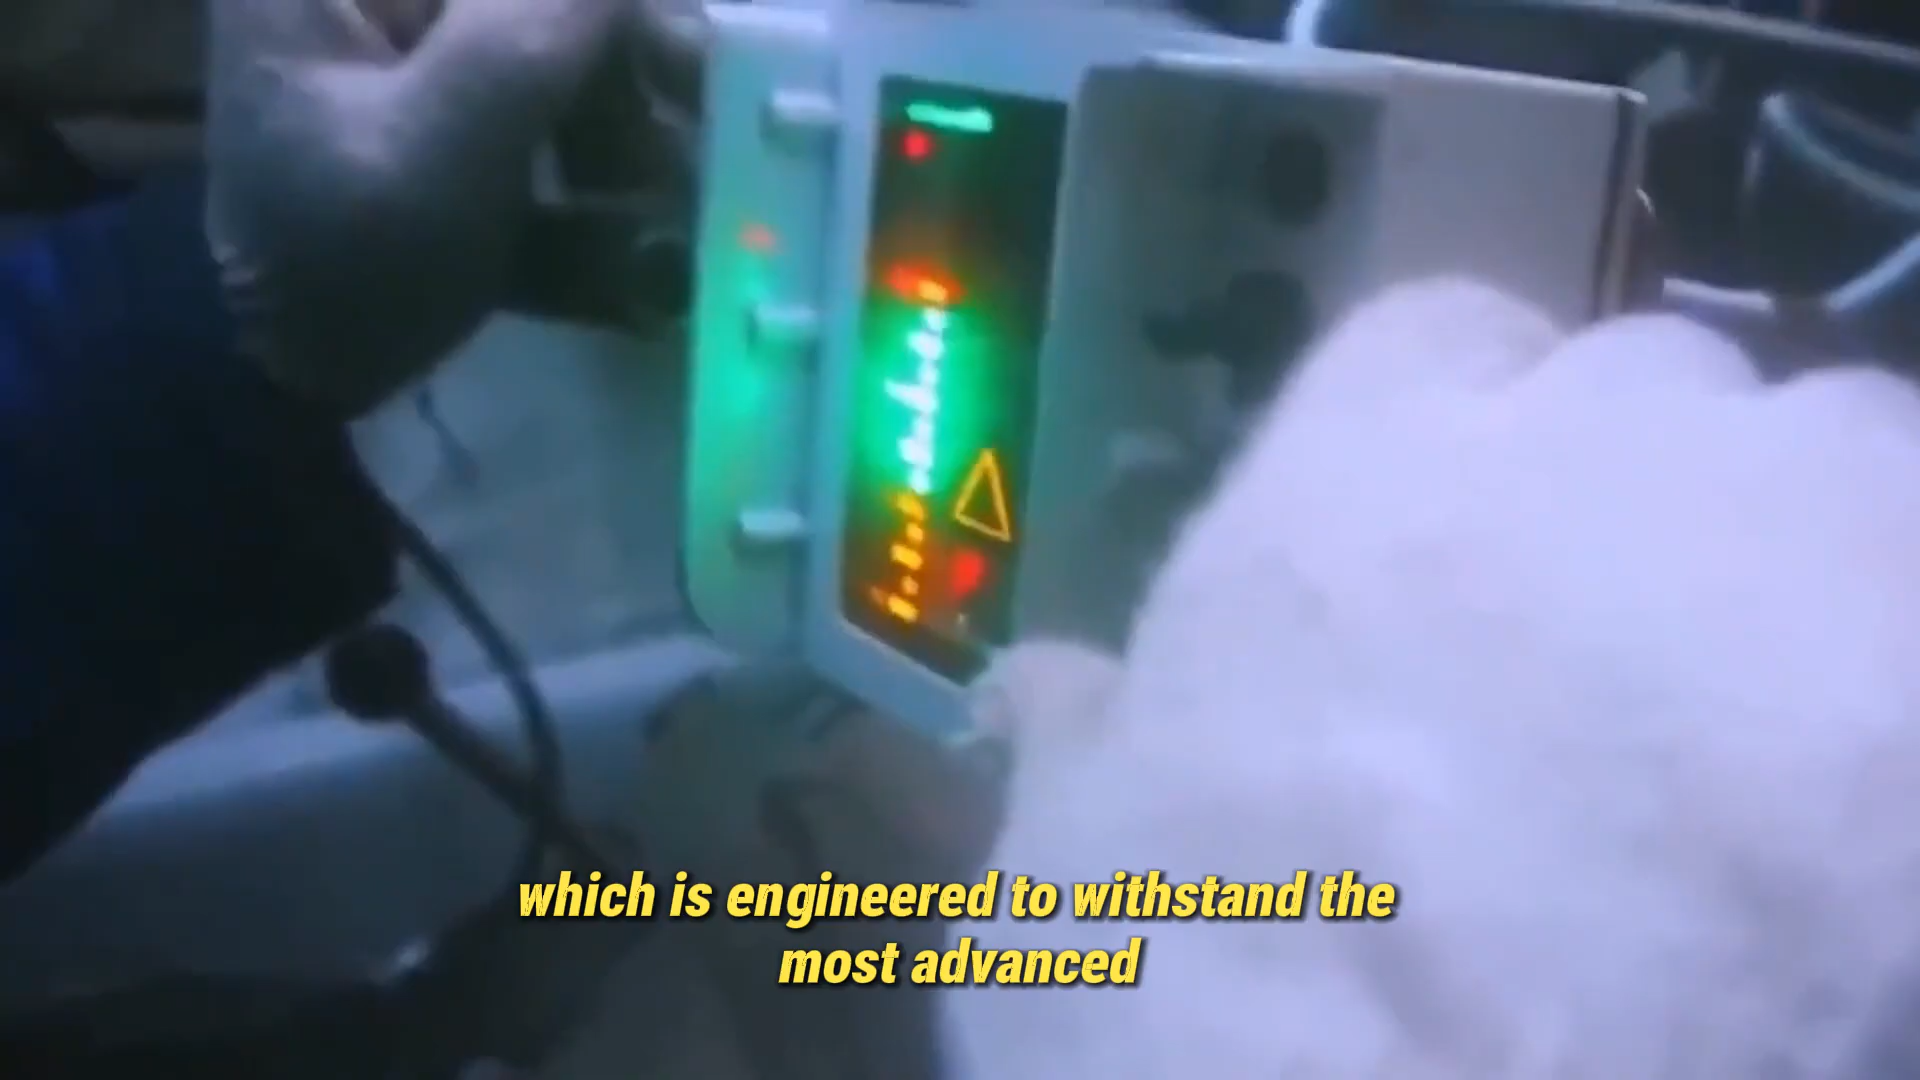 which is engineered to withstand the
most advanced